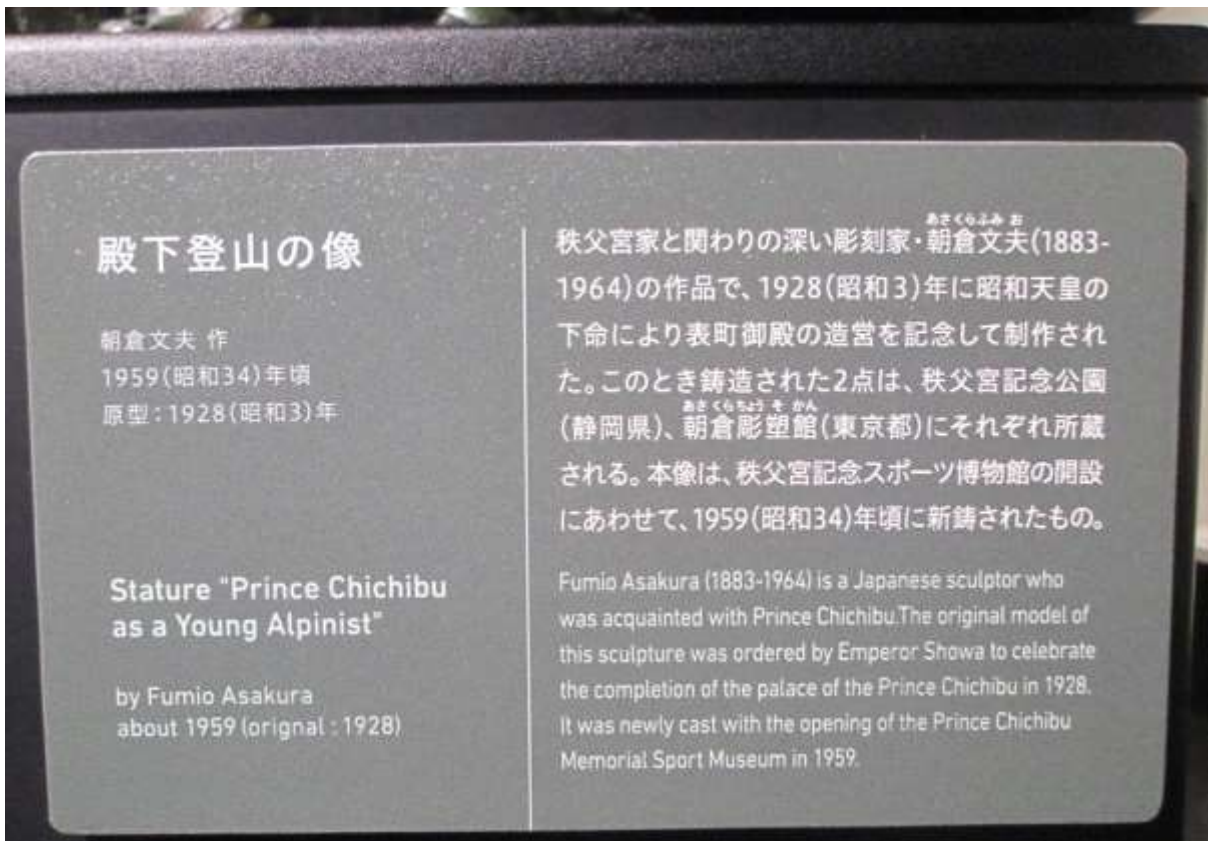 殿下登山の像
朝倉文夫 作
1959(昭和34)年頃
原型:1928(昭和3)年
Stature "Prince Chichibu
as a Young Alpinist"
by Fumio Asakura
about 1959 (orignal : 1928)
あさくらふみ お
秩父宮家と関わりの深い彫刻家・朝倉文夫(1883-
1964)の作品で、1928(昭和3)年に昭和天皇の
下命により表町御殿の造営を記念して制作され
た。このとき鋳造された2点は、秩父宮記念公園
あさくらちょう そ かん
(静岡県)、朝倉彫塑館(東京都)にそれぞれ所蔵
される。本像は、秩父宮記念スポーツ博物館の開設
にあわせて、1959(昭和34)年頃に新鋳されたもの。
Fumio Asakura (1883-1964) is a Japanese sculptor who
was acquainted with Prince Chichibu.The original model of
this sculpture was ordered by Emperor Showa to celebrate
the completion of the palace of the Prince Chichibu in 1928.
It was newly cast with the opening of the Prince Chichibu
Memorial Sport Museum in 1959.